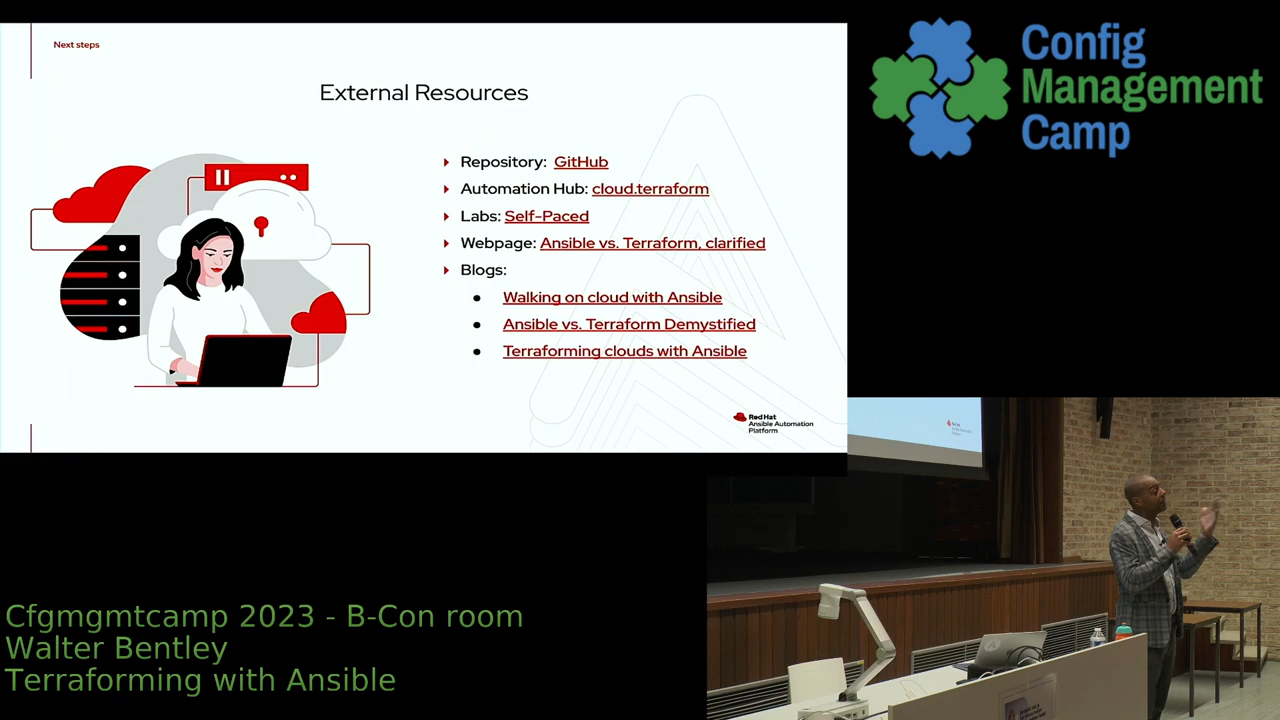 Next steps
External Resources
Repository: GitHub
Automation Hub: cloud.terraform
Labs: Self-Paced
Webpage: Ansible vs. Terraform, clarified
Blogs:
Walking on cloud with Ansible
Ansible vs. Terraform Demystified
Terraforming clouds with Ansible
Red Hat
Ansible Automation
Platform
Config
Management
Camp
Cfgmgmtcamp 2023 - B-Con room
Walter Bentley
Terraforming with Ansible